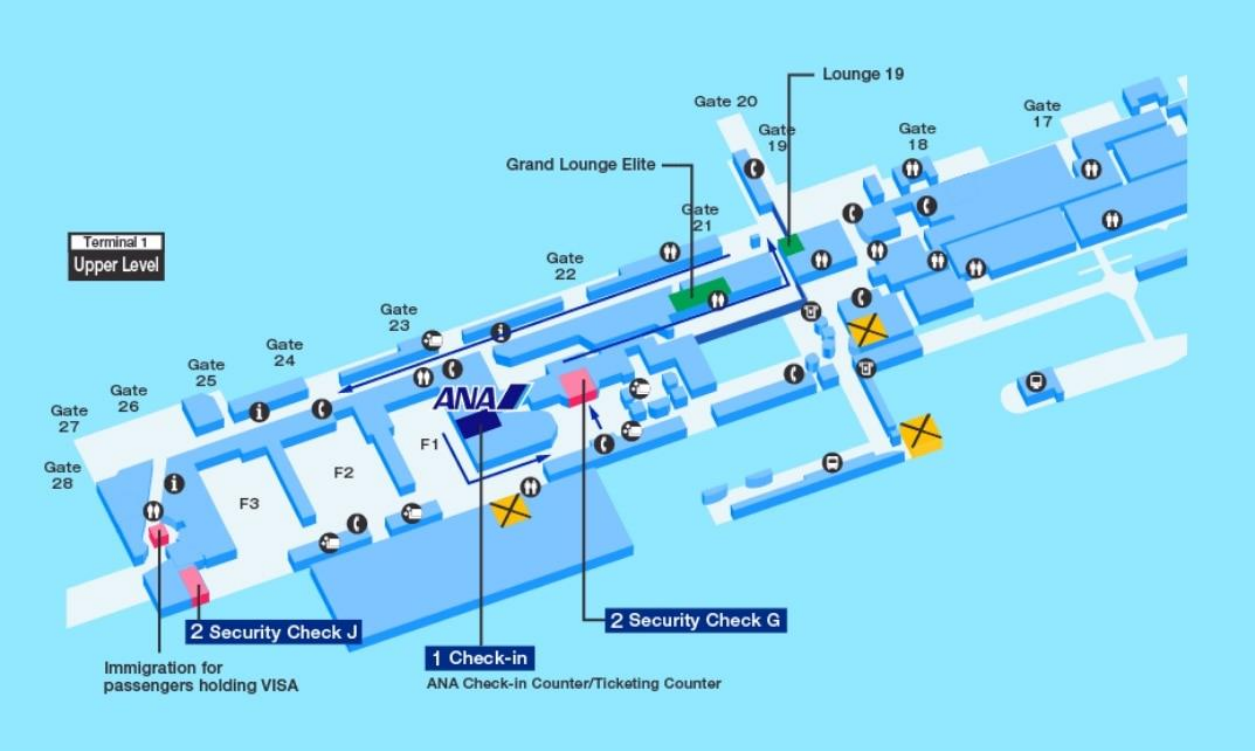 Lounge 19
Gate 20
Gate
17
Gate
19
Gate
18
Grand Lounge Elite
Gate
21
Terminal 1
Upper Level
Gate
22
Gate
23
Gate
24
Gate
25
Gate
26
Gate
27
Gate
28
ANA
F1
F2
F3
2 Security Check J
2 Security Check G
1 Check-in
ANA Check-in Counter/Ticketing Counter
Immigration for
passengers holding VISA